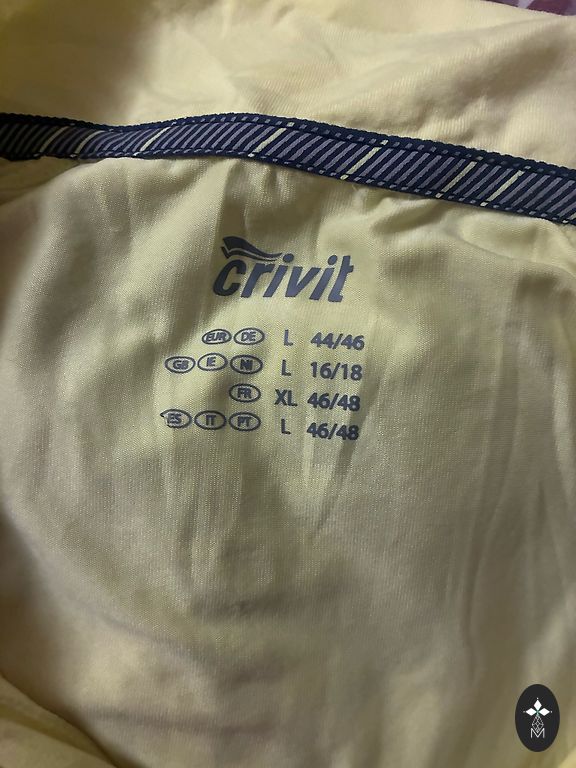 crivit
EUR DE L 44/46
GB IE NI L 16/18
FR XL 46/48
ES IT PT L 46/48
M